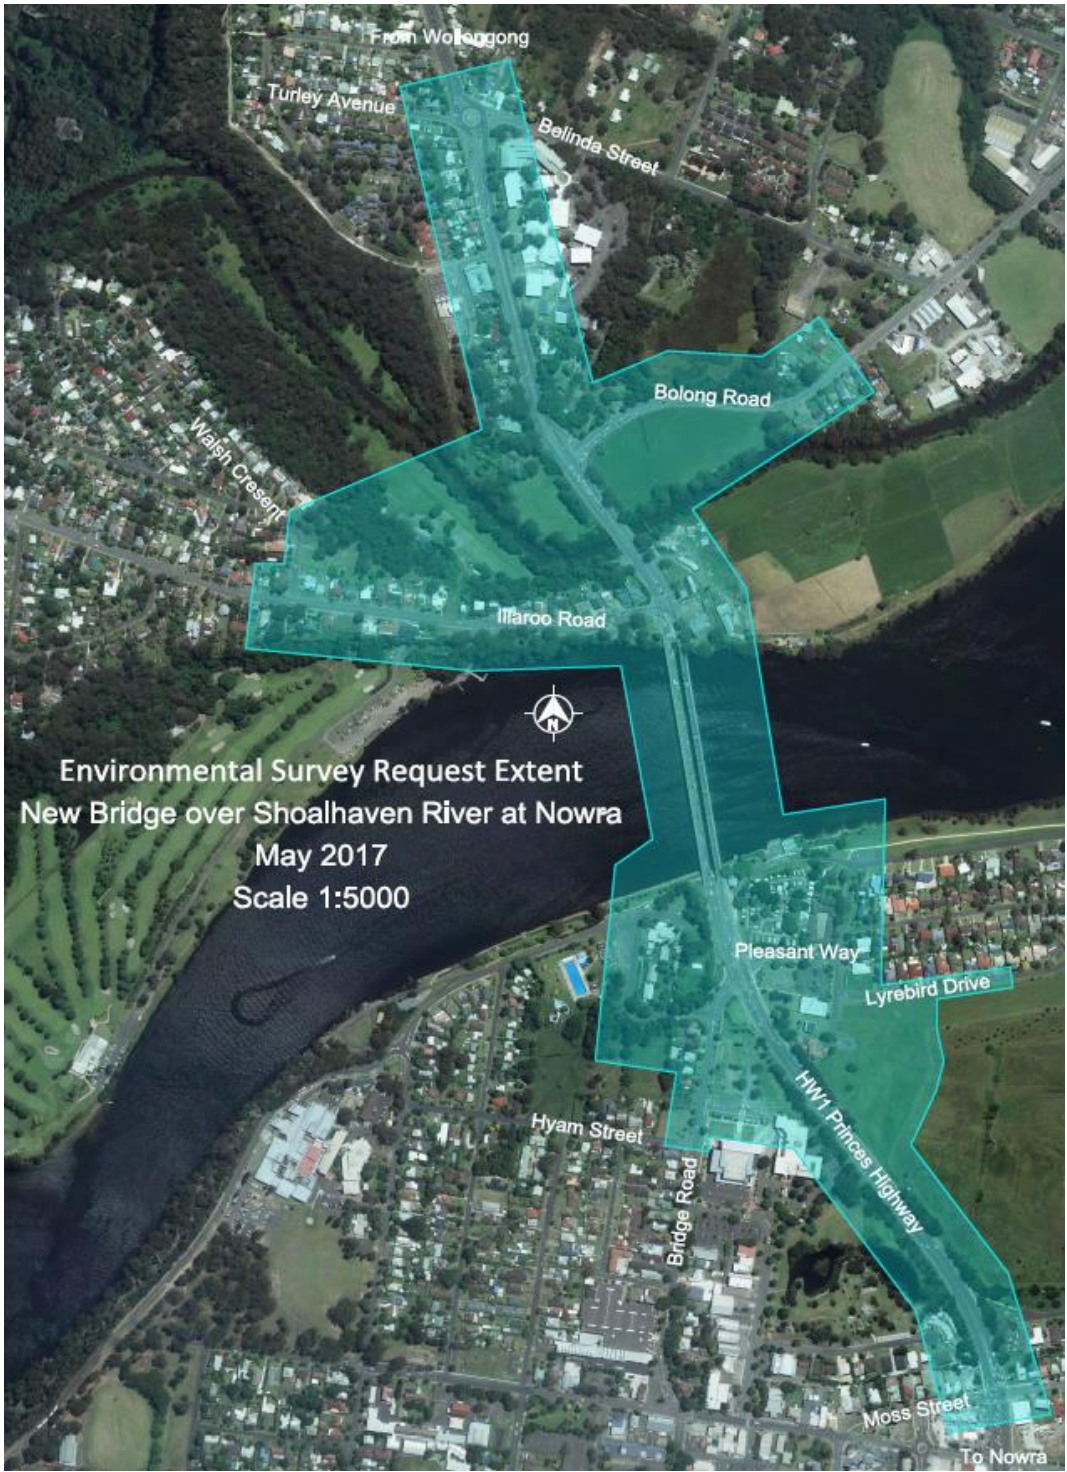 From Wollongong
Turley Avenue
Belinda Street
Bolong Road
Walsh Cresent
Illaroo Road
N
Environmental Survey Request Extent
New Bridge over Shoalhaven River at Nowra
May 2017
Scale 1:5000
Pleasant Way
Lyrebird Drive
HW1 Princes Highway
Hyam Street
Bridge Road
Moss Street
To Nowra